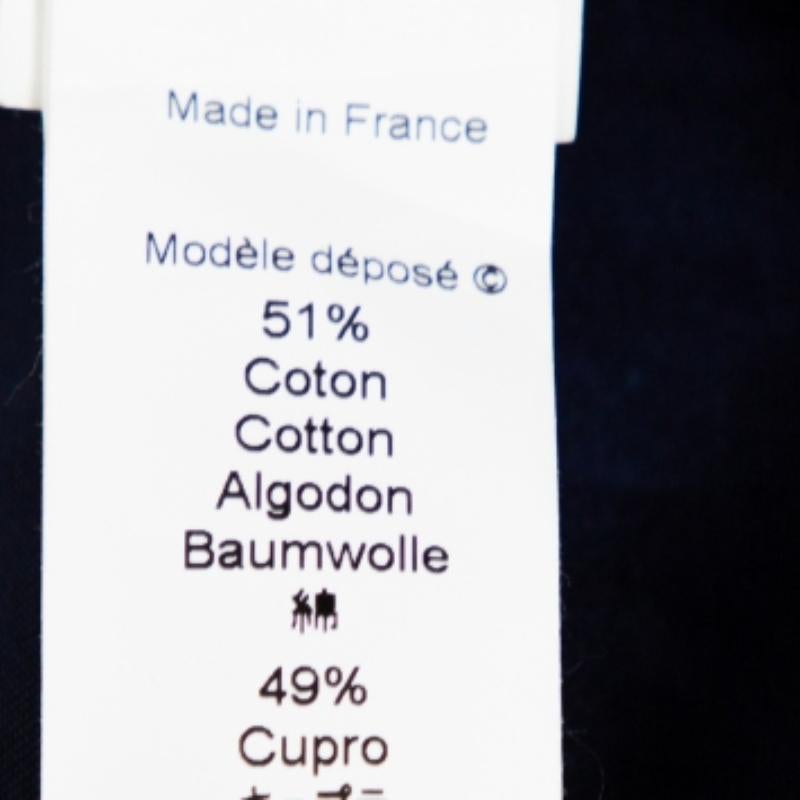 Made in France
Modèle déposé ©
51%
Coton
Cotton
Algodon
Baumwolle
綿
49%
Cupro